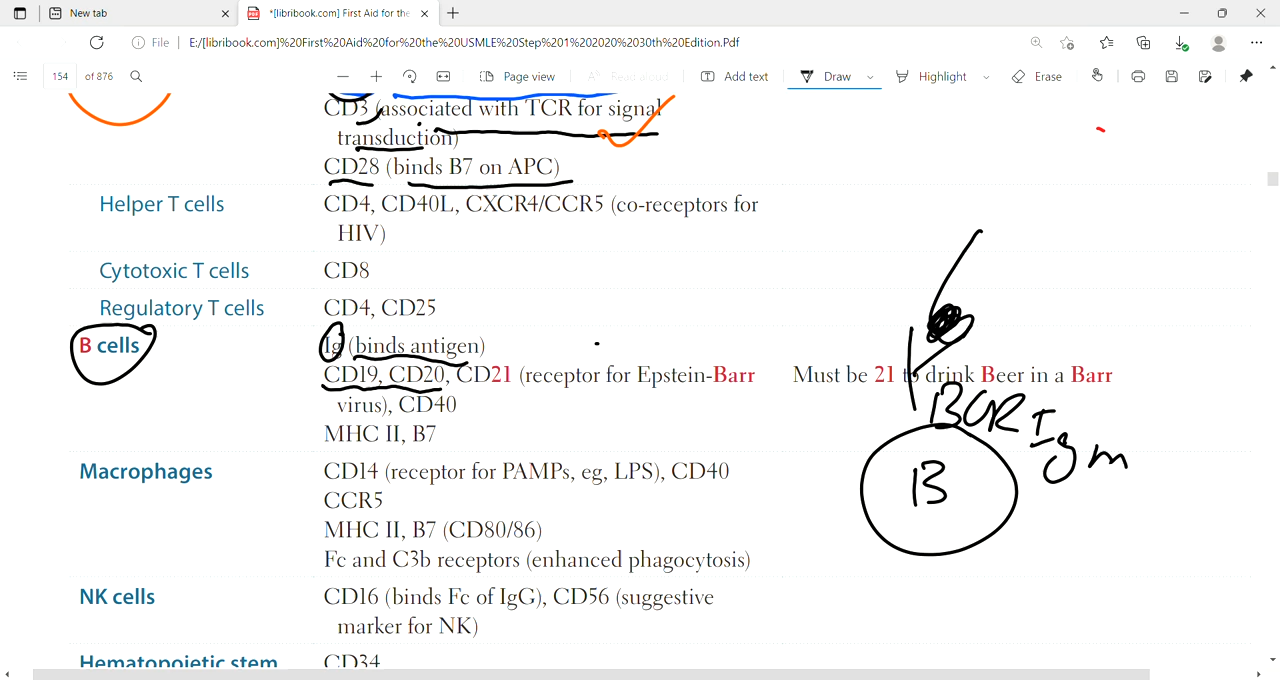 New tab
*[libribook.com] First Aid for the
File
E:/[libribook.com]%20First%20Aid%20for%20the%20USMLE%20Step%201%202020%2030th%20Edition.Pdf
154 of 876
Page view
Read aloud
Add text
Draw
Highlight
Erase
CD3 (associated with TCR for signal
transduction)
CD28 (binds B7 on APC)
Helper T cells
CD4, CD40L, CXCR4/CCR5 (co-receptors for
HIV)
Cytotoxic T cells
CD8
Regulatory T cells
CD4, CD25
B cells
Ig (binds antigen)
CD19, CD20, CD21 (receptor for Epstein-Barr
virus), CD40
MHC II, B7
Must be 21 to drink Beer in a Barr
BCR IgM
B
Macrophages
CD14 (receptor for PAMPs, eg, LPS), CD40
CCR5
MHC II, B7 (CD80/86)
Fc and C3b receptors (enhanced phagocytosis)
NK cells
CD16 (binds Fc of IgG), CD56 (suggestive
marker for NK)
Hematopoietic stem
CD34